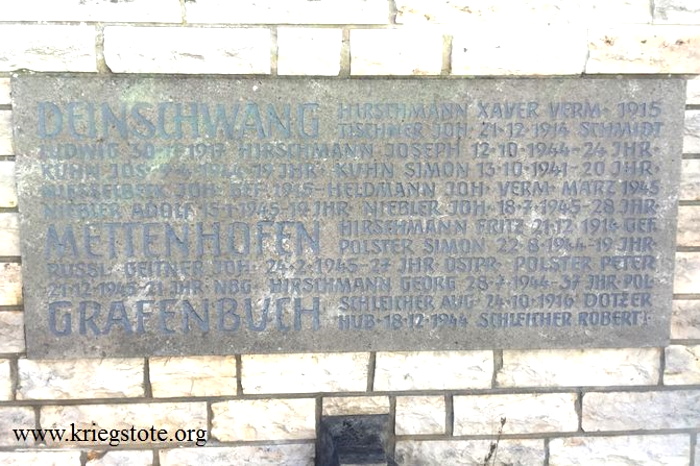 DEINSCHWANG HIRSCHMANN XAVER VERM· 1915
TISCHNER JOH· 21·12·1914 SCHMIDT
LUDWIG 1917 HIRSCHMANN JOSEPH 12·10·1944-24 JHR·
KÜHN JOS· 1944-19 JHR· KÜHN SIMON 13·10·1941-20 JHR·
JOH· GEF· 1945-HELDMANN JOH· VERM· MÄRZ 1945
NIEBLER ADOLF 15·1·1945-19 JHR· NIEBLER JOH· 18·7·1945-28 JHR·
METTENHOFEN HIRSCHMANN FRITZ 21·12·1914 GEF·
POLSTER SIMON 22·8·1944-19 JHR·
RUSSL· GEITNER JOH· 24·2·1945-27 JHR· OSTPR· POLSTER PETER
21·12·1945-21 JHR· NBG· HIRSCHMANN GEORG 28·7·1944-37 JHR· POL·
GRAFENBUCH SCHLEICHER AUG· 24·10·1916 DOTZER
HUB·18·12·1944 SCHLEICHER ROBERT
www.kriegstote.org